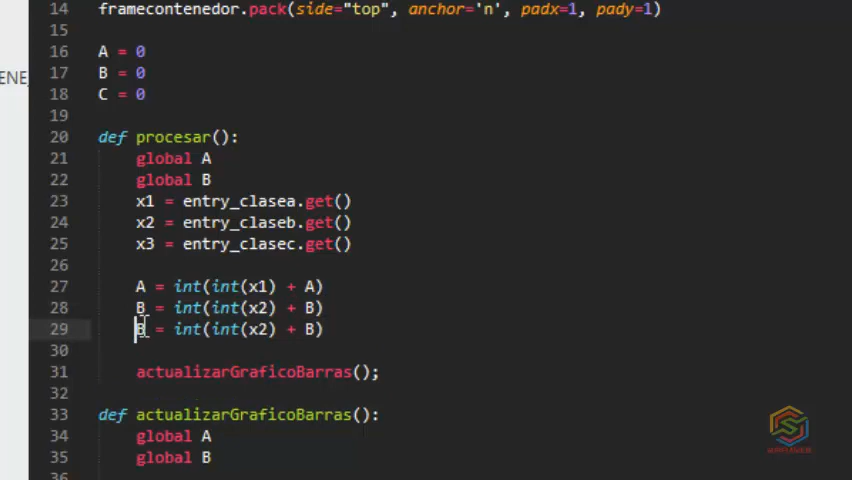 14 framecontenedor.pack(side="top", anchor='n', padx=1, pady=1)
15
ENE
16 A = 0
17 B = 0
18 C = 0
19
20 def procesar():
21 global A
22 global B
23 x1 = entry_clasea.get()
24 x2 = entry_claseb.get()
25 x3 = entry_clasec.get()
26
27 A = int(int(x1) + A)
28 B = int(int(x2) + B)
29 B = int(int(x2) + B)
30
31 actualizarGraficoBarras();
32
33 def actualizarGraficoBarras():
34 global A
35 global B
36